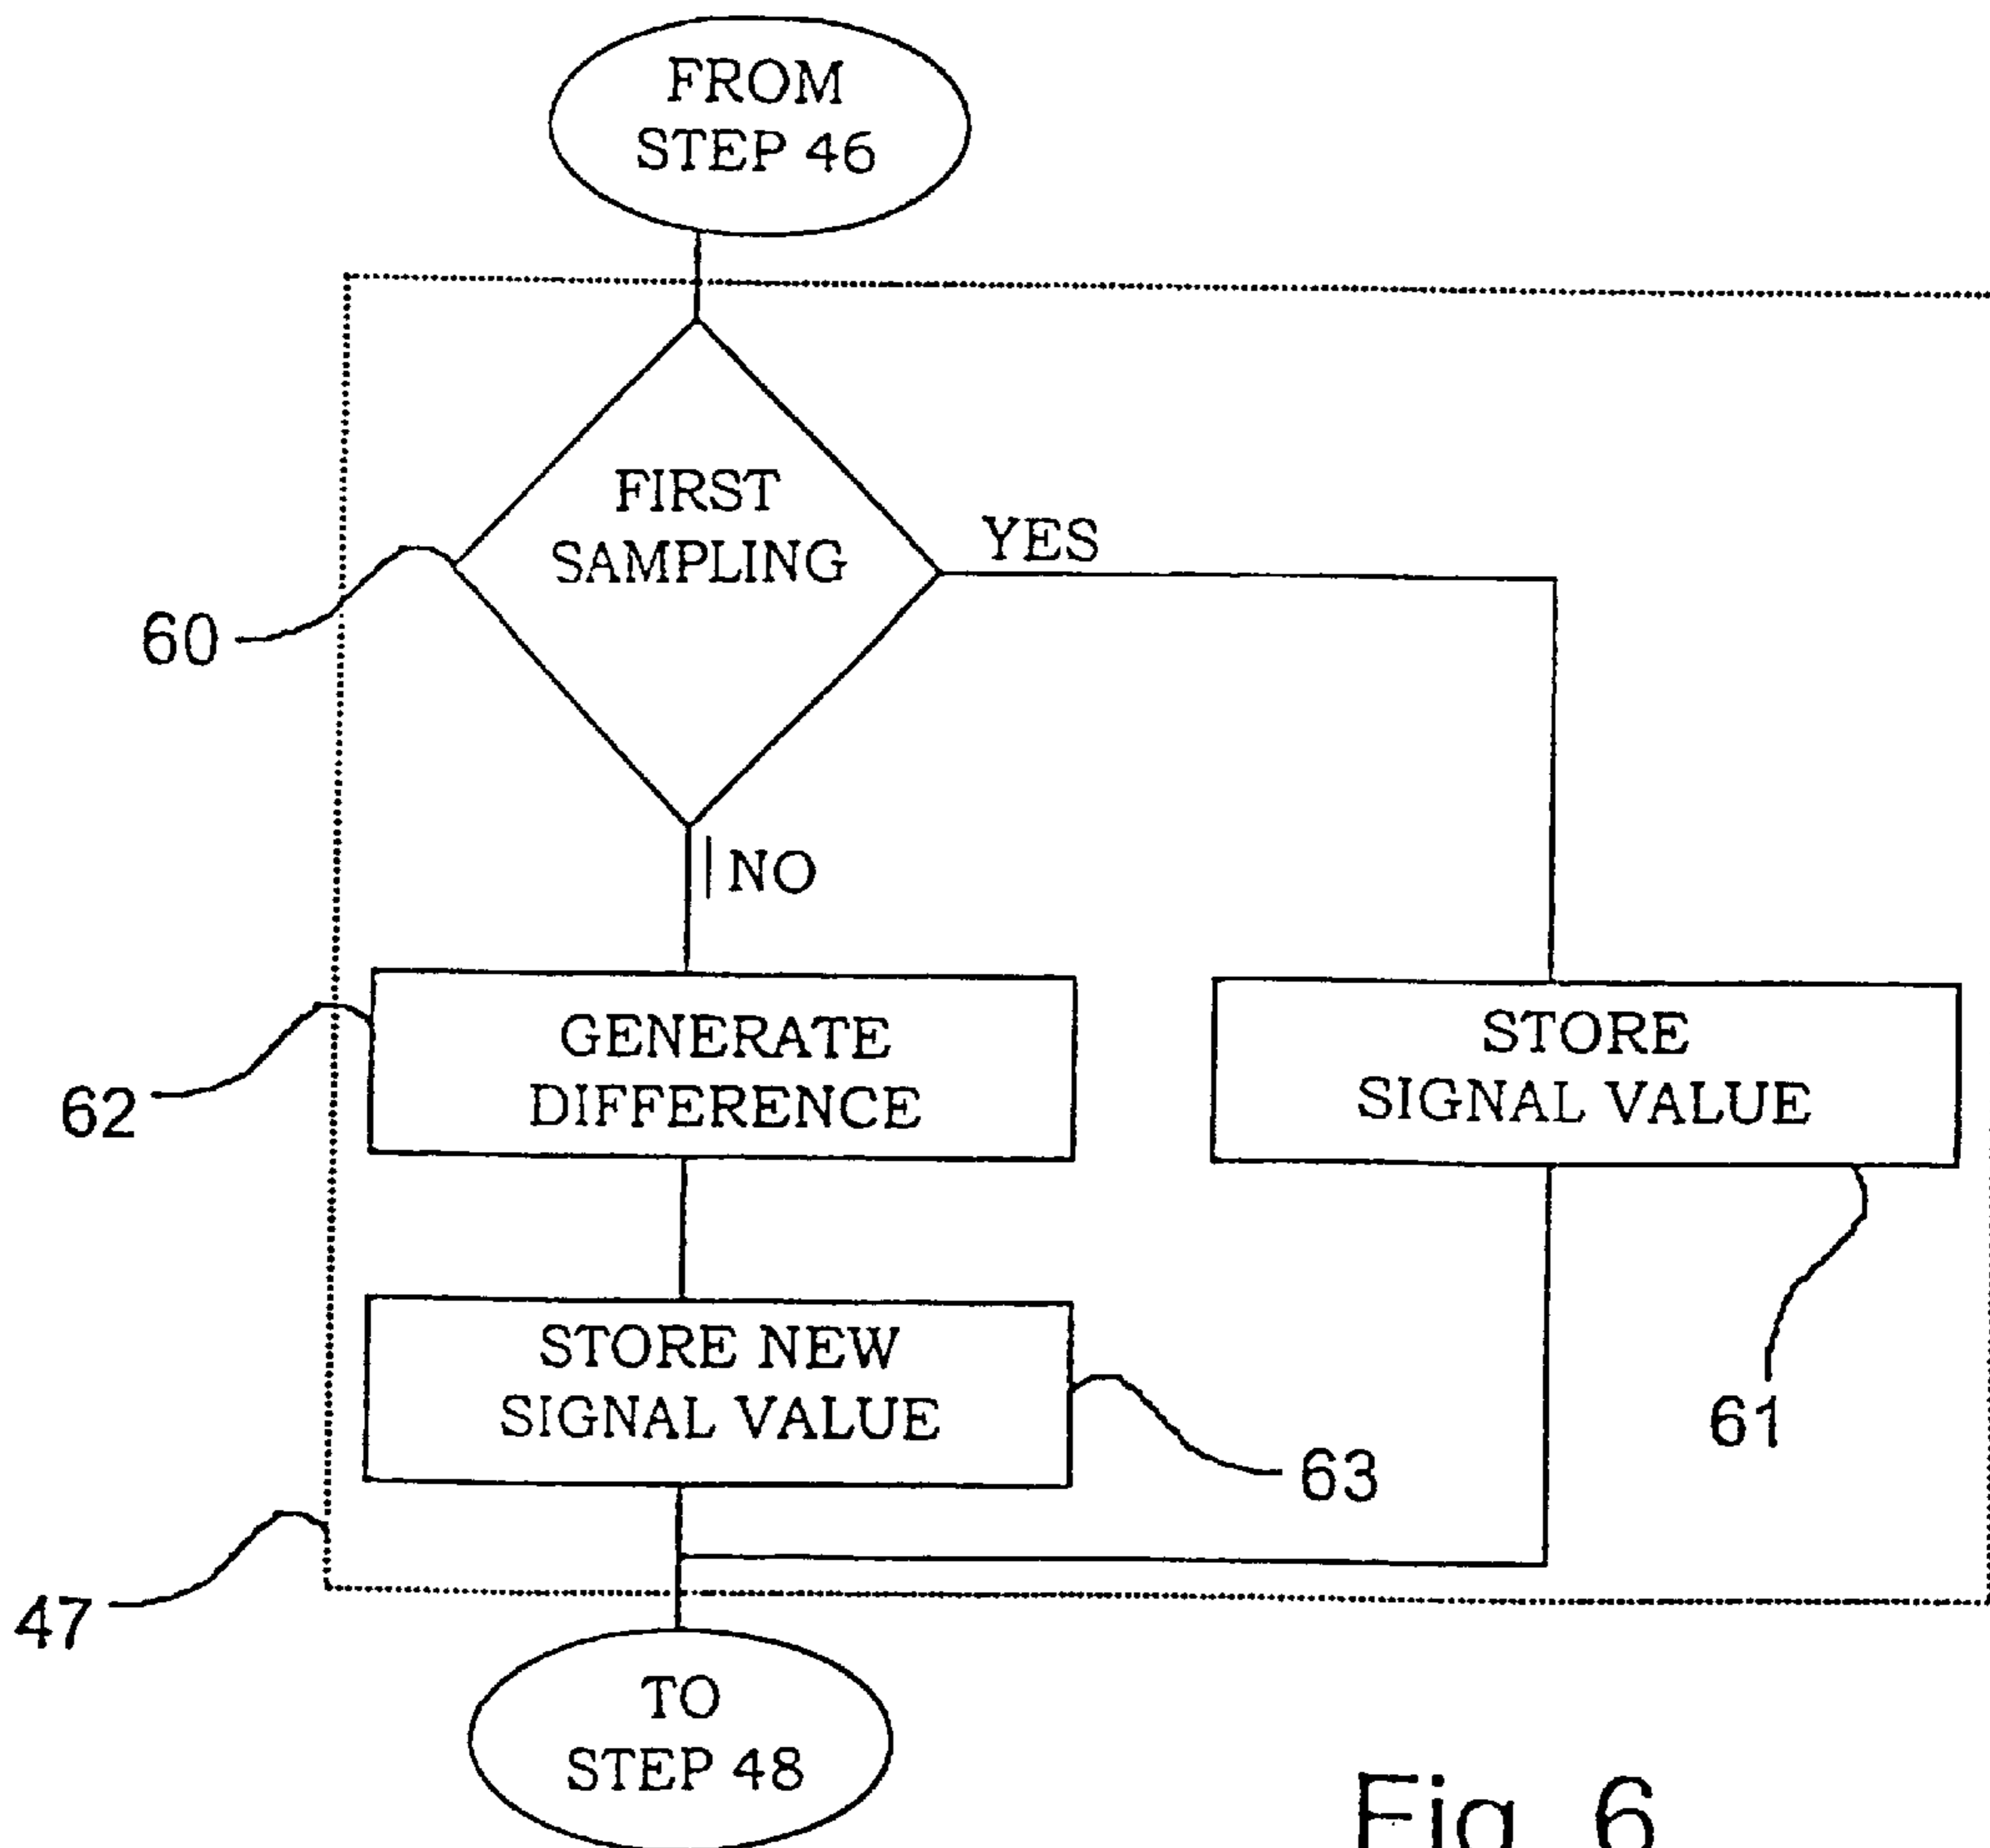 FROM
STEP 46
FIRST
SAMPLING
YES
60
NO
GENERATE
DIFFERENCE
STORE
SIGNAL VALUE
62
STORE NEW
SIGNAL VALUE
61
63
47
TO
STEP 48
Fig 6